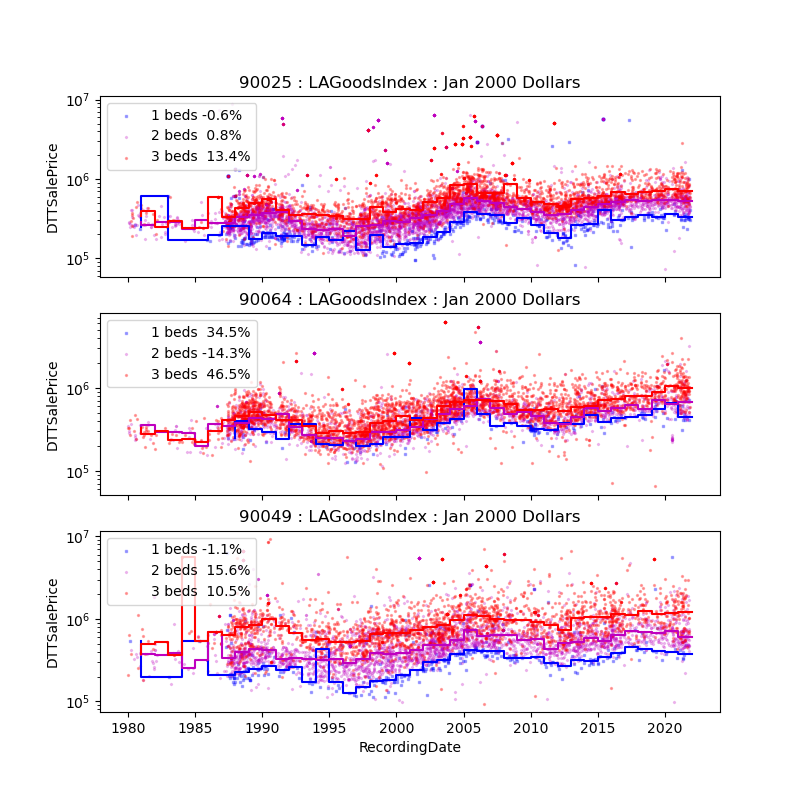 90025 : LAGoodsIndex : Jan 2000 Dollars
10^7
10^6
10^5
DTTSalePrice
1 beds -0.6%
2 beds 0.8%
3 beds 13.4%
90064 : LAGoodsIndex : Jan 2000 Dollars
10^6
10^5
DTTSalePrice
1 beds 34.5%
2 beds -14.3%
3 beds 46.5%
90049 : LAGoodsIndex : Jan 2000 Dollars
10^7
10^6
10^5
DTTSalePrice
1 beds -1.1%
2 beds 15.6%
3 beds 10.5%
1980 1985 1990 1995 2000 2005 2010 2015 2020
RecordingDate